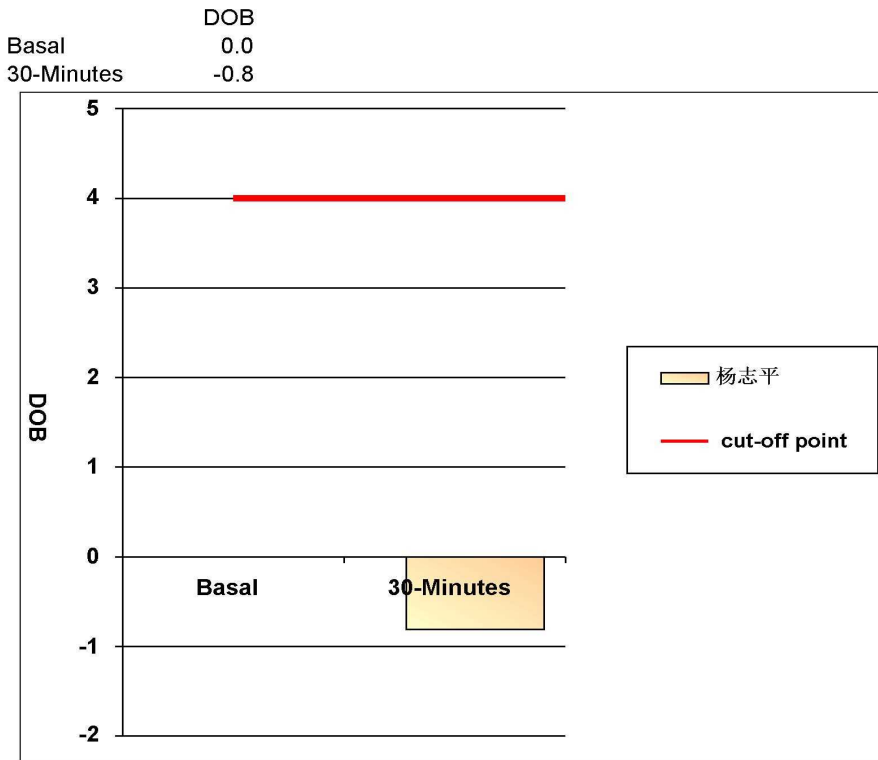 DOB
Basal 0.0
30-Minutes -0.8
5
4
3
2
1
0
-1
-2
DOB
Basal
30-Minutes
杨志平
cut-off point